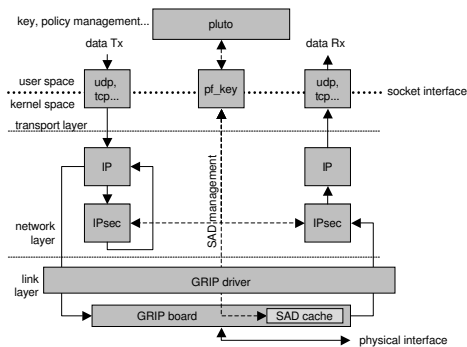 key, policy management...
pluto
data Tx
data Rx
user space
udp,
tcp...
pf_key
udp,
tcp...
socket interface
kernel space
transport layer
IP
IP
SAD management
IPsec
IPsec
network
layer
link
layer
GRIP driver
GRIP board
SAD cache
physical interface